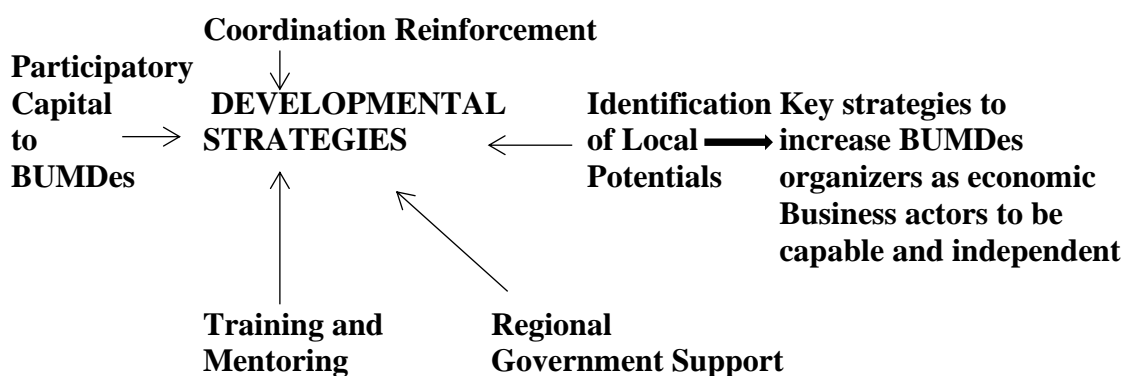 Coordination Reinforcement
Participatory
Capital
to
BUMDes
DEVELOPMENTAL
STRATEGIES
Identification
of Local
Potentials
Key strategies to
increase BUMDes
organizers as economic
Business actors to be
capable and independent
Training and
Mentoring
Regional
Government Support